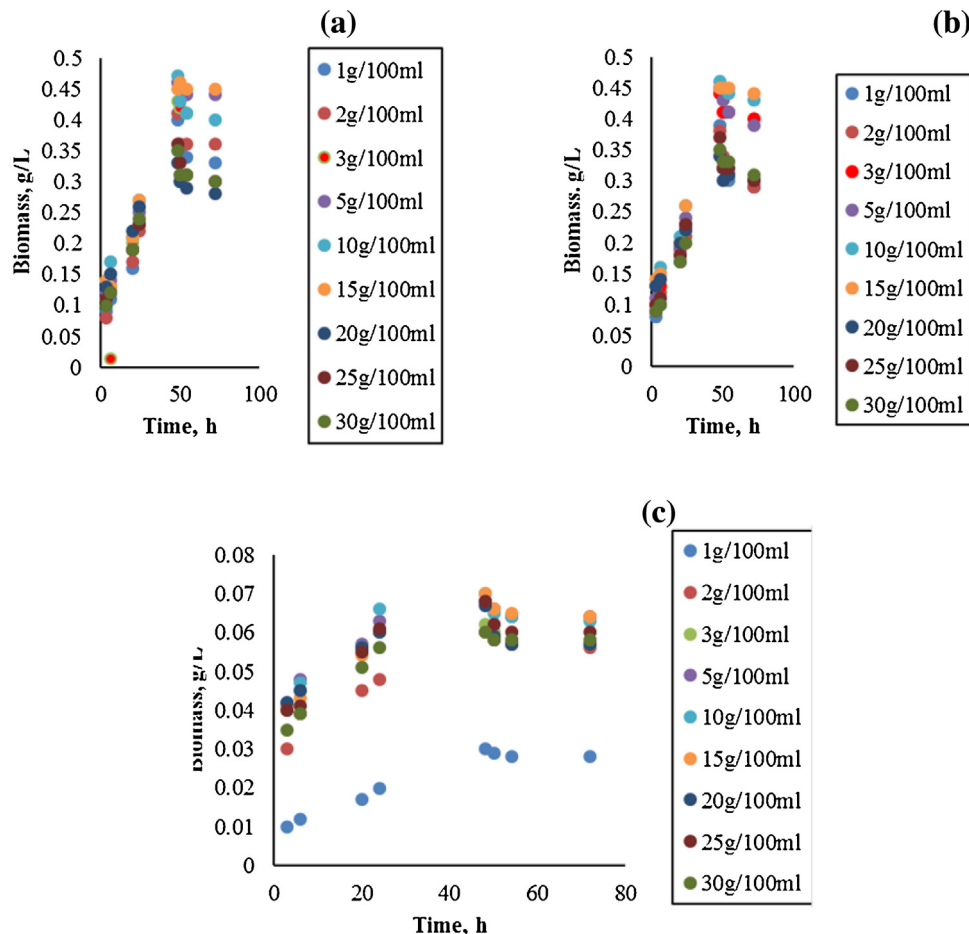 (a)
0.5
0.45
0.4
0.35
0.3
0.25
0.2
0.15
0.1
0.05
0
Biomass, g/L
0 50 100
Time, h
1g/100ml
2g/100ml
3g/100ml
5g/100ml
10g/100ml
15g/100ml
20g/100ml
25g/100ml
30g/100ml
(b)
0.5
0.45
0.4
0.35
0.3
0.25
0.2
0.15
0.1
0.05
0
Biomass. g/L
0 50 100
Time, h
1g/100ml
2g/100ml
3g/100ml
5g/100ml
10g/100ml
15g/100ml
20g/100ml
25g/100ml
30g/100ml
(c)
0.08
0.07
0.06
0.05
0.04
0.03
0.02
0.01
0
Biomass, g/L
0 20 40 60 80
Time, h
1g/100ml
2g/100ml
3g/100ml
5g/100ml
10g/100ml
15g/100ml
20g/100ml
25g/100ml
30g/100ml